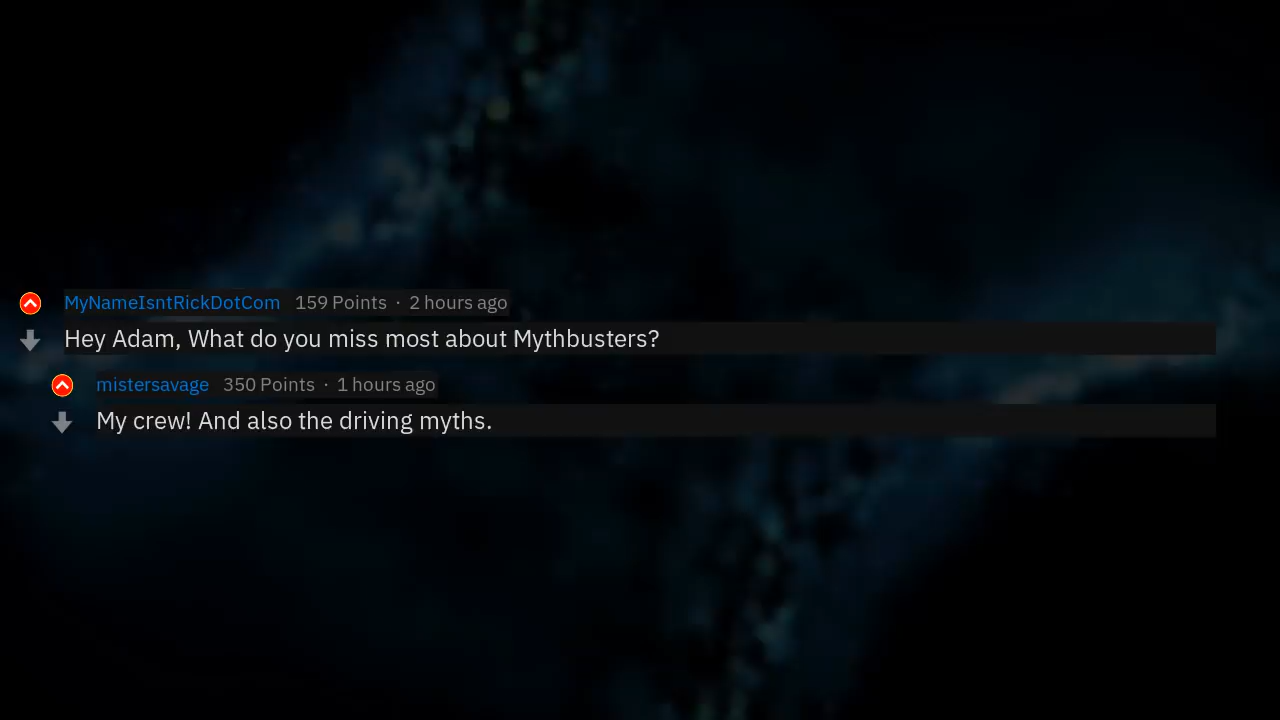 MyNameIsntRickDotCom 159 Points · 2 hours ago
Hey Adam, What do you miss most about Mythbusters?
mistersavage 350 Points · 1 hours ago
My crew! And also the driving myths.